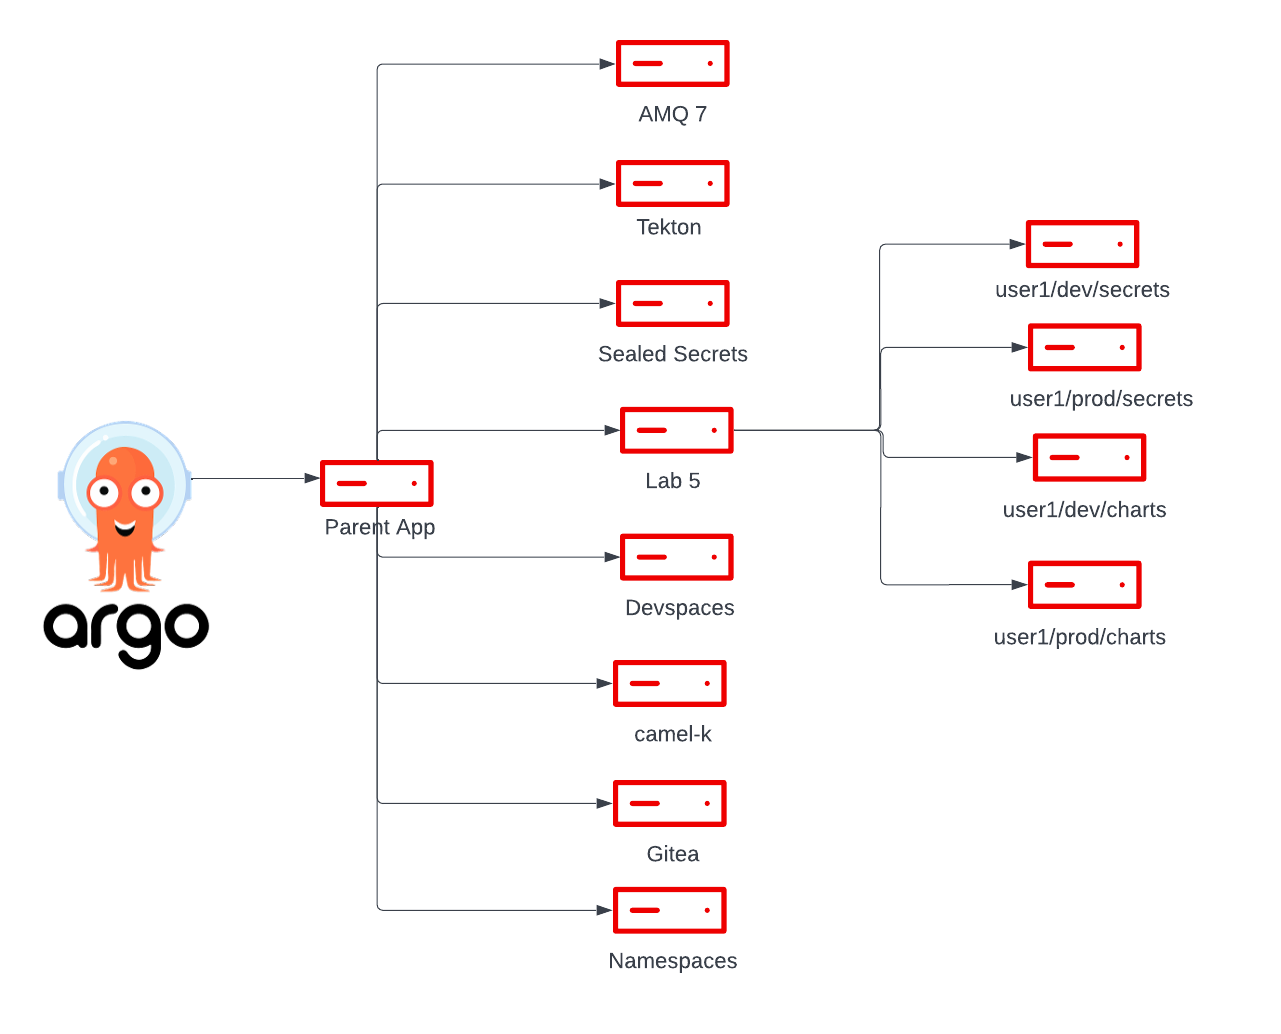 AMQ 7
Tekton
Sealed Secrets
Lab 5
Devspaces
camel-k
Gitea
Namespaces
Parent App
argo
user1/dev/secrets
user1/prod/secrets
user1/dev/charts
user1/prod/charts